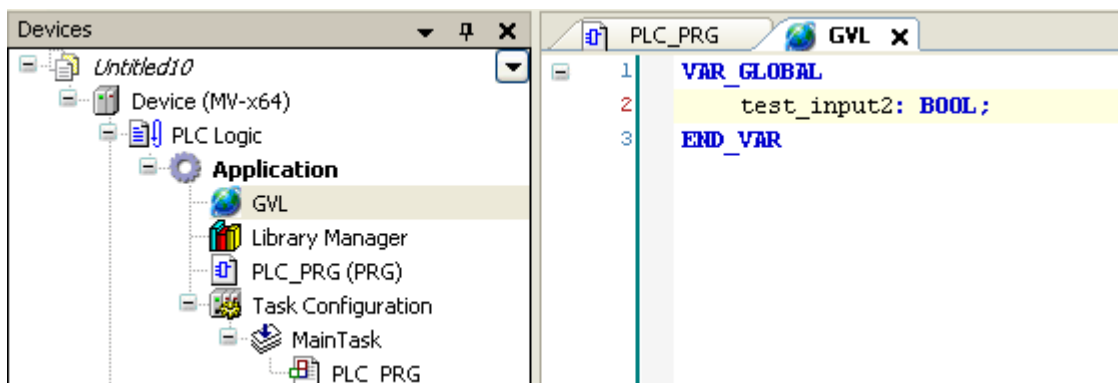 Devices
Untitled10
Device (MV-x64)
PLC Logic
Application
GVL
Library Manager
PLC_PRG (PRG)
Task Configuration
MainTask
PLC_PRG
PLC_PRG
GVL
1 VAR_GLOBAL
2 test_input2: BOOL;
3 END_VAR